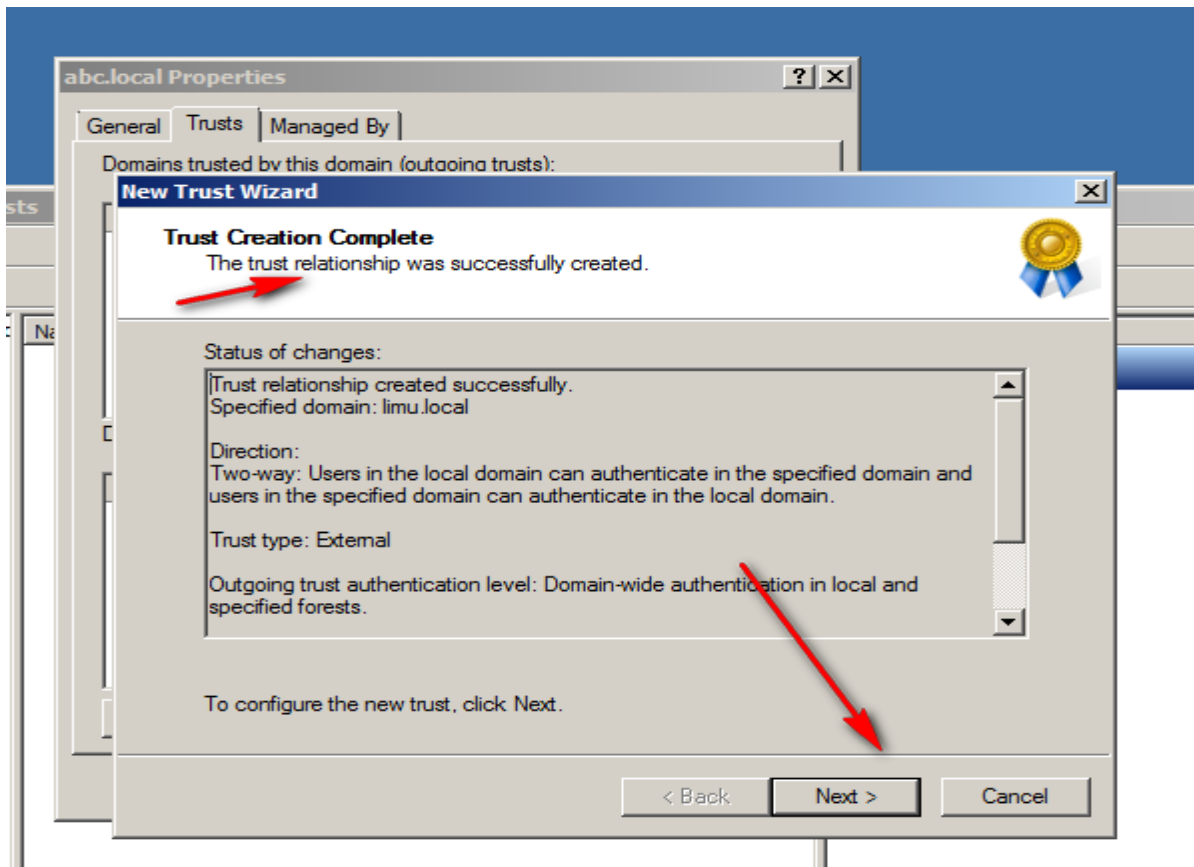 abc.local Properties
General Trusts Managed By
Domains trusted by this domain (outgoing trusts):
New Trust Wizard
Trust Creation Complete
The trust relationship was successfully created.
Status of changes:
Trust relationship created successfully.
Specified domain: limu.local
Direction:
Two-way: Users in the local domain can authenticate in the specified domain and
users in the specified domain can authenticate in the local domain.
Trust type: External
Outgoing trust authentication level: Domain-wide authentication in local and
specified forests.
To configure the new trust, click Next.
< Back Next > Cancel